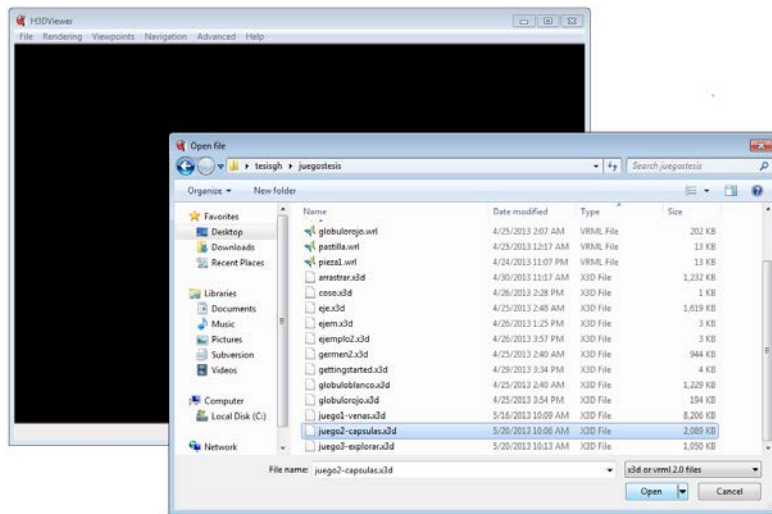 H3DViewer
File Rendering Viewpoints Navigation Advanced Help
Open file
tesisgh juegostesis Search juegostesis
Organize New folder
Name Date modified Type Size
Favorites
Desktop
Downloads
Recent Places
Libraries
Documents
Music
Pictures
Subversion
Videos
Computer
Local Disk (C:)
Network
globulorojo.wrl 4/25/2013 2:07 AM VRML File 202 KB
pastilla.wrl 4/25/2013 12:17 AM VRML File 13 KB
pieza1.wrl 4/24/2013 11:07 PM VRML File 13 KB
arrastrar.x3d 4/30/2013 11:17 AM X3D File 1,232 KB
coso.x3d 4/26/2013 2:28 PM X3D File 1 KB
eje.x3d 4/25/2013 2:48 AM X3D File 1,619 KB
ejem.x3d 4/26/2013 1:25 PM X3D File 3 KB
ejemplo2.x3d 4/26/2013 3:57 PM X3D File 3 KB
germen2.x3d 4/25/2013 2:40 AM X3D File 944 KB
gettingstarted.x3d 4/29/2013 3:34 PM X3D File 4 KB
globuloblanco.x3d 4/25/2013 2:40 AM X3D File 1,229 KB
globulorojo.x3d 4/25/2013 3:54 PM X3D File 194 KB
juego1-venas.x3d 5/16/2013 10:09 AM X3D File 8,206 KB
juego2-capsulas.x3d 5/20/2013 10:06 AM X3D File 2,089 KB
juego3-explorar.x3d 5/20/2013 10:13 AM X3D File 1,050 KB
File name: juego2-capsulas.x3d x3d or vrml 2.0 files
Open Cancel